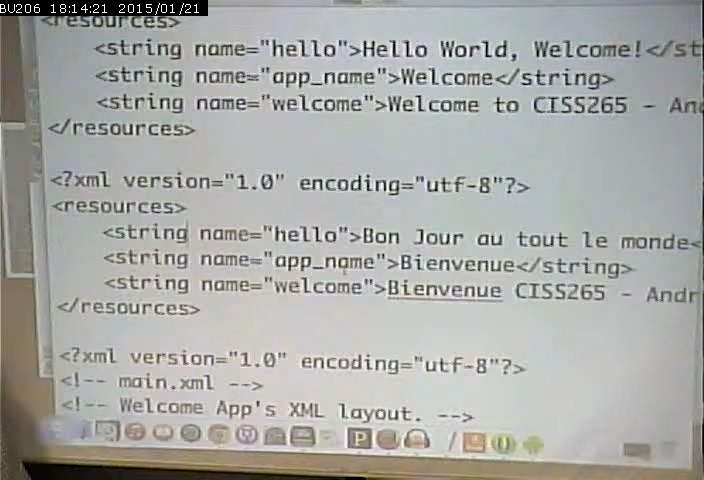 BU206 18:14:21 2015/01/21
<resources>
<string name="hello">Hello World, Welcome!</st
<string name="app_name">Welcome</string>
<string name="welcome">Welcome to CISS265 - And
</resources>
<?xml version="1.0" encoding="utf-8"?>
<resources>
<string name="hello">Bon Jour au tout le monde<
<string name="app_name">Bienvenue</string>
<string name="welcome">Bienvenue CISS265 - Andr
</resources>
<?xml version="1.0" encoding="utf-8"?>
<!-- main.xml -->
<!-- Welcome App's XML layout. -->
P